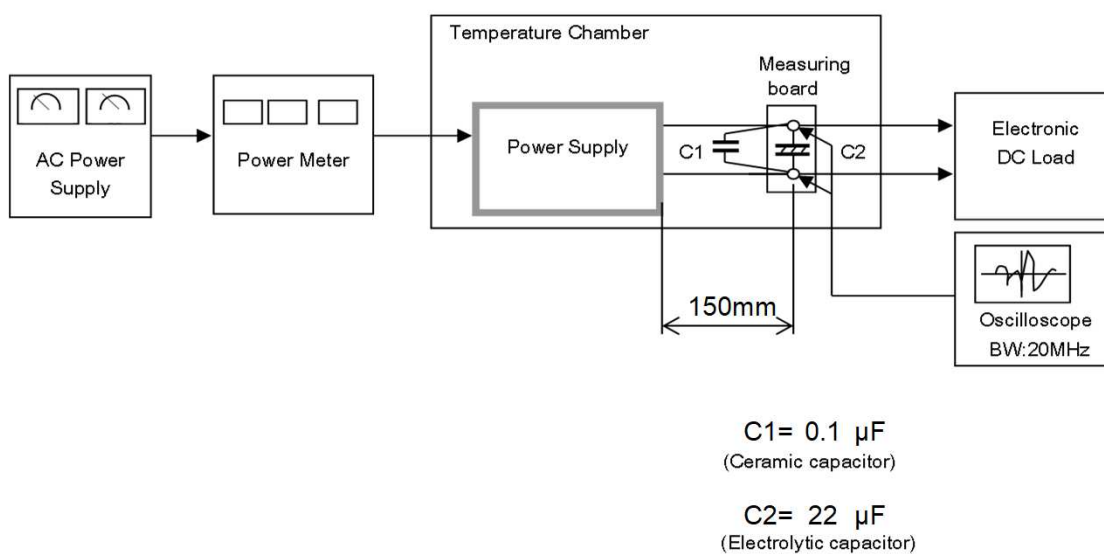 Temperature Chamber
Measuring
board
AC Power
Supply
Power Meter
Power Supply
C1
C2
Electronic
DC Load
150mm
Oscilloscope
BW:20MHz
C1= 0.1 µF
(Ceramic capacitor)
C2= 22 µF
(Electrolytic capacitor)